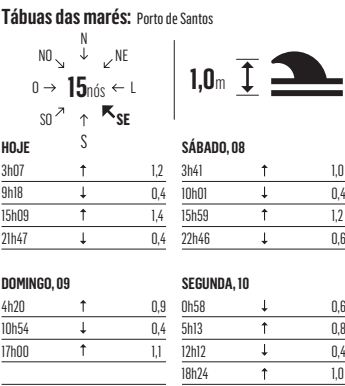 Tábuas das marés: Porto de Santos
N
NO ↓ NE
O → 15nós ← L
SO ↑ SE
S
1,0m
HOJE
3h07 ↑ 1,2
9h18 ↓ 0,4
15h09 ↑ 1,4
21h47 ↓ 0,4
SÁBADO, 08
3h41 ↑ 1,0
10h01 ↓ 0,4
15h59 ↑ 1,2
22h46 ↓ 0,6
DOMINGO, 09
4h20 ↑ 0,9
10h54 ↓ 0,4
17h00 ↑ 1,1
SEGUNDA, 10
0h58 ↓ 0,6
5h13 ↑ 0,8
12h12 ↓ 0,4
18h24 ↑ 1,0